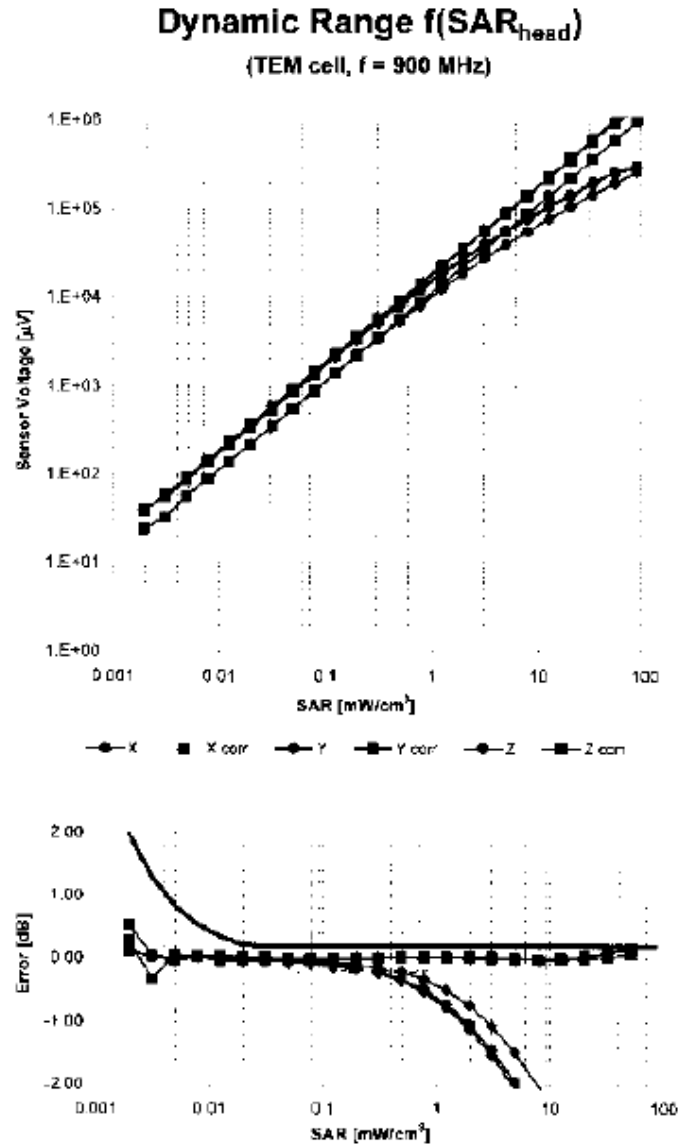 Dynamic Range f(SARhead)
(TEM cell, f = 900 MHz)
1.E+06
1.E+05
1.E+04
1.E+03
1.E+02
1.E+01
1.E+00
Sensor Voltage [µV]
0.001 0.01 0.1 1 10 100
SAR [mW/cm³]
X X corr Y Y corr Z Z corr
2.00
1.00
0.00
-1.00
-2.00
Error [dB]
0.001 0.01 0.1 1 10 100
SAR [mW/cm³]